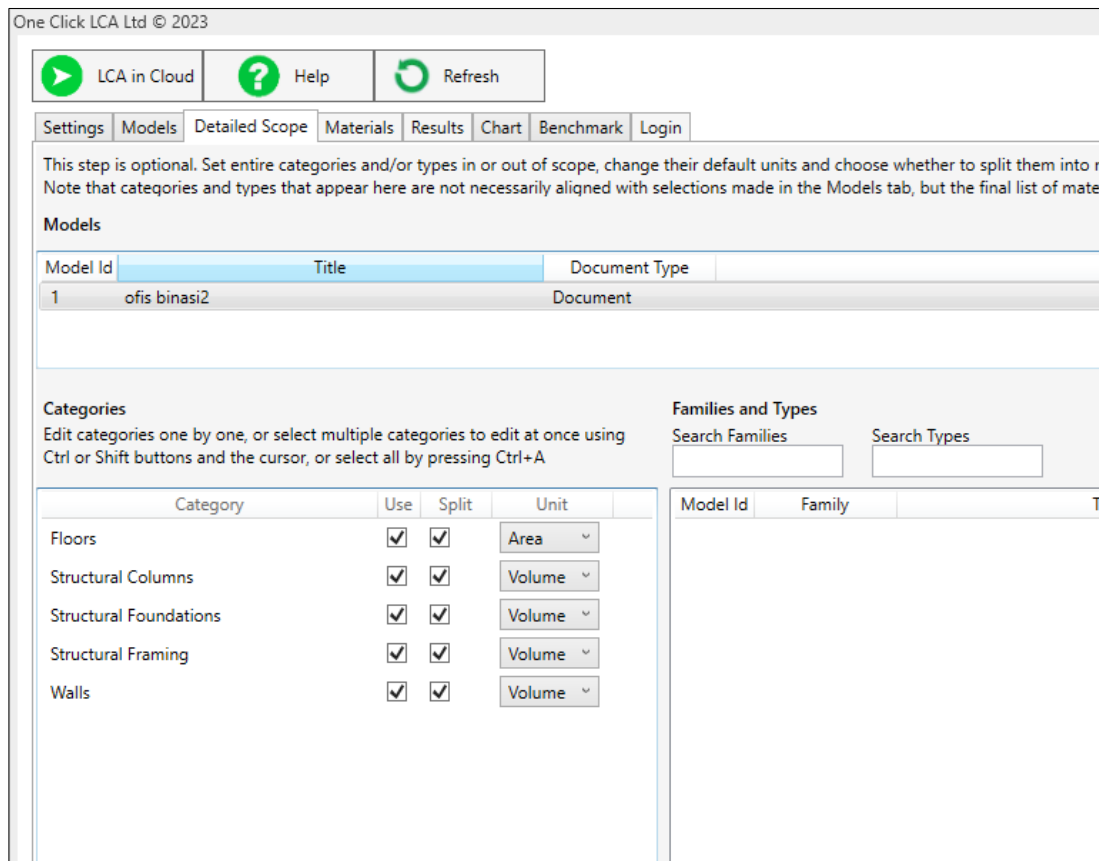 One Click LCA Ltd © 2023
LCA in Cloud Help Refresh
Settings Models Detailed Scope Materials Results Chart Benchmark Login
This step is optional. Set entire categories and/or types in or out of scope, change their default units and choose whether to split them into
Note that categories and types that appear here are not necessarily aligned with selections made in the Models tab, but the final list of
Models
Model Id Title Document Type
1 ofis binasi2 Document
Categories
Edit categories one by one, or select multiple categories to edit at once using
Ctrl or Shift buttons and the cursor, or select all by pressing Ctrl+A
Families and Types
Search Families Search Types
Category Use Split Unit
Model Id Family
Floors Area
Structural Columns Volume
Structural Foundations Volume
Structural Framing Volume
Walls Volume